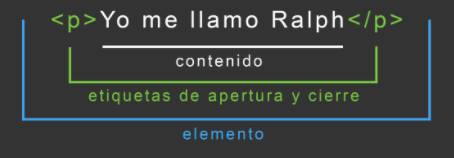 <p>Yo me llamo Ralph</p>
contenido
etiquetas de apertura y cierre
elemento